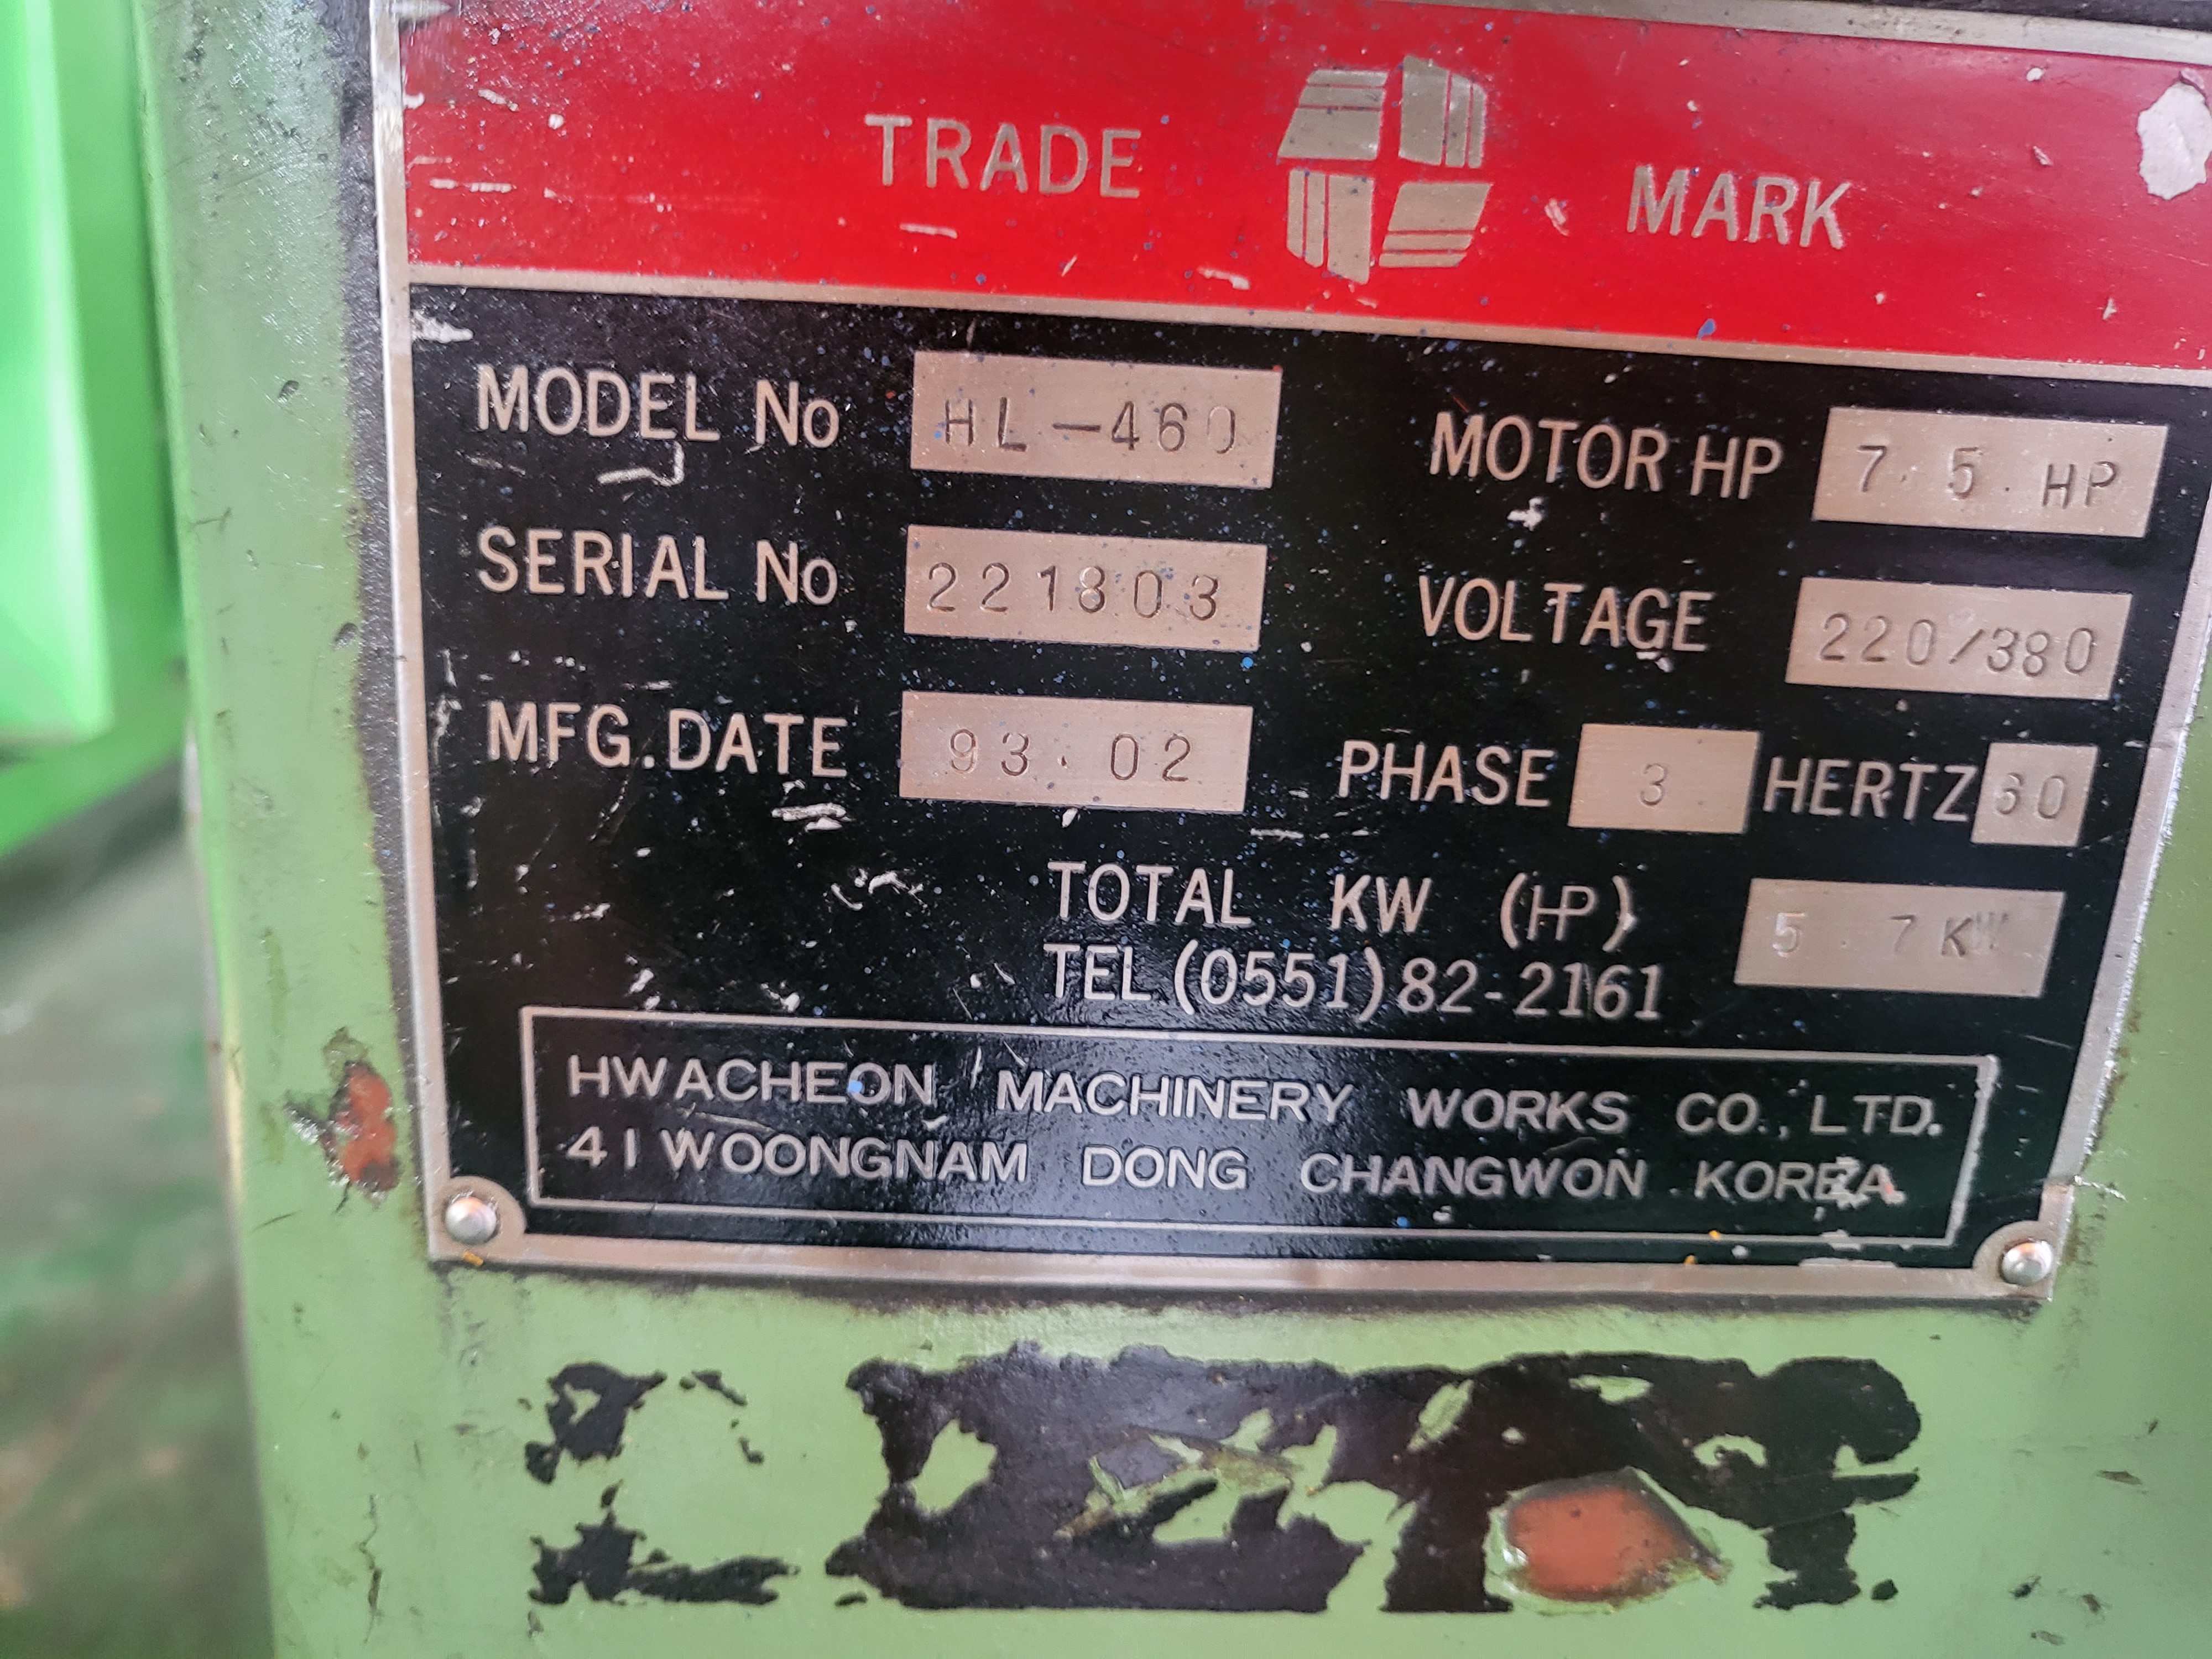 TRADE MARK
MODEL No HL-460 MOTOR HP 7.5 HP
SERIAL No 221803 VOLTAGE 220/380
MFG.DATE 93.02 PHASE 3 HERTZ 60
TOTAL KW (HP) 5.7KW
TEL (0551)82-2161
HWACHEON MACHINERY WORKS CO., LTD.
41 WOONGNAM DONG CHANGWON KOREA